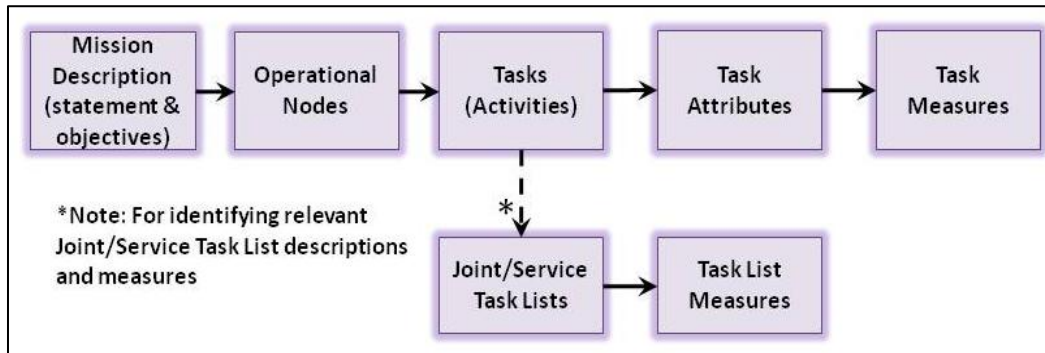 Mission
Description
(statement &
objectives)
Operational
Nodes
Tasks
(Activities)
Task
Attributes
Task
Measures
*Note: For identifying relevant
Joint/Service Task List descriptions
and measures
*
Joint/Service
Task Lists
Task List
Measures